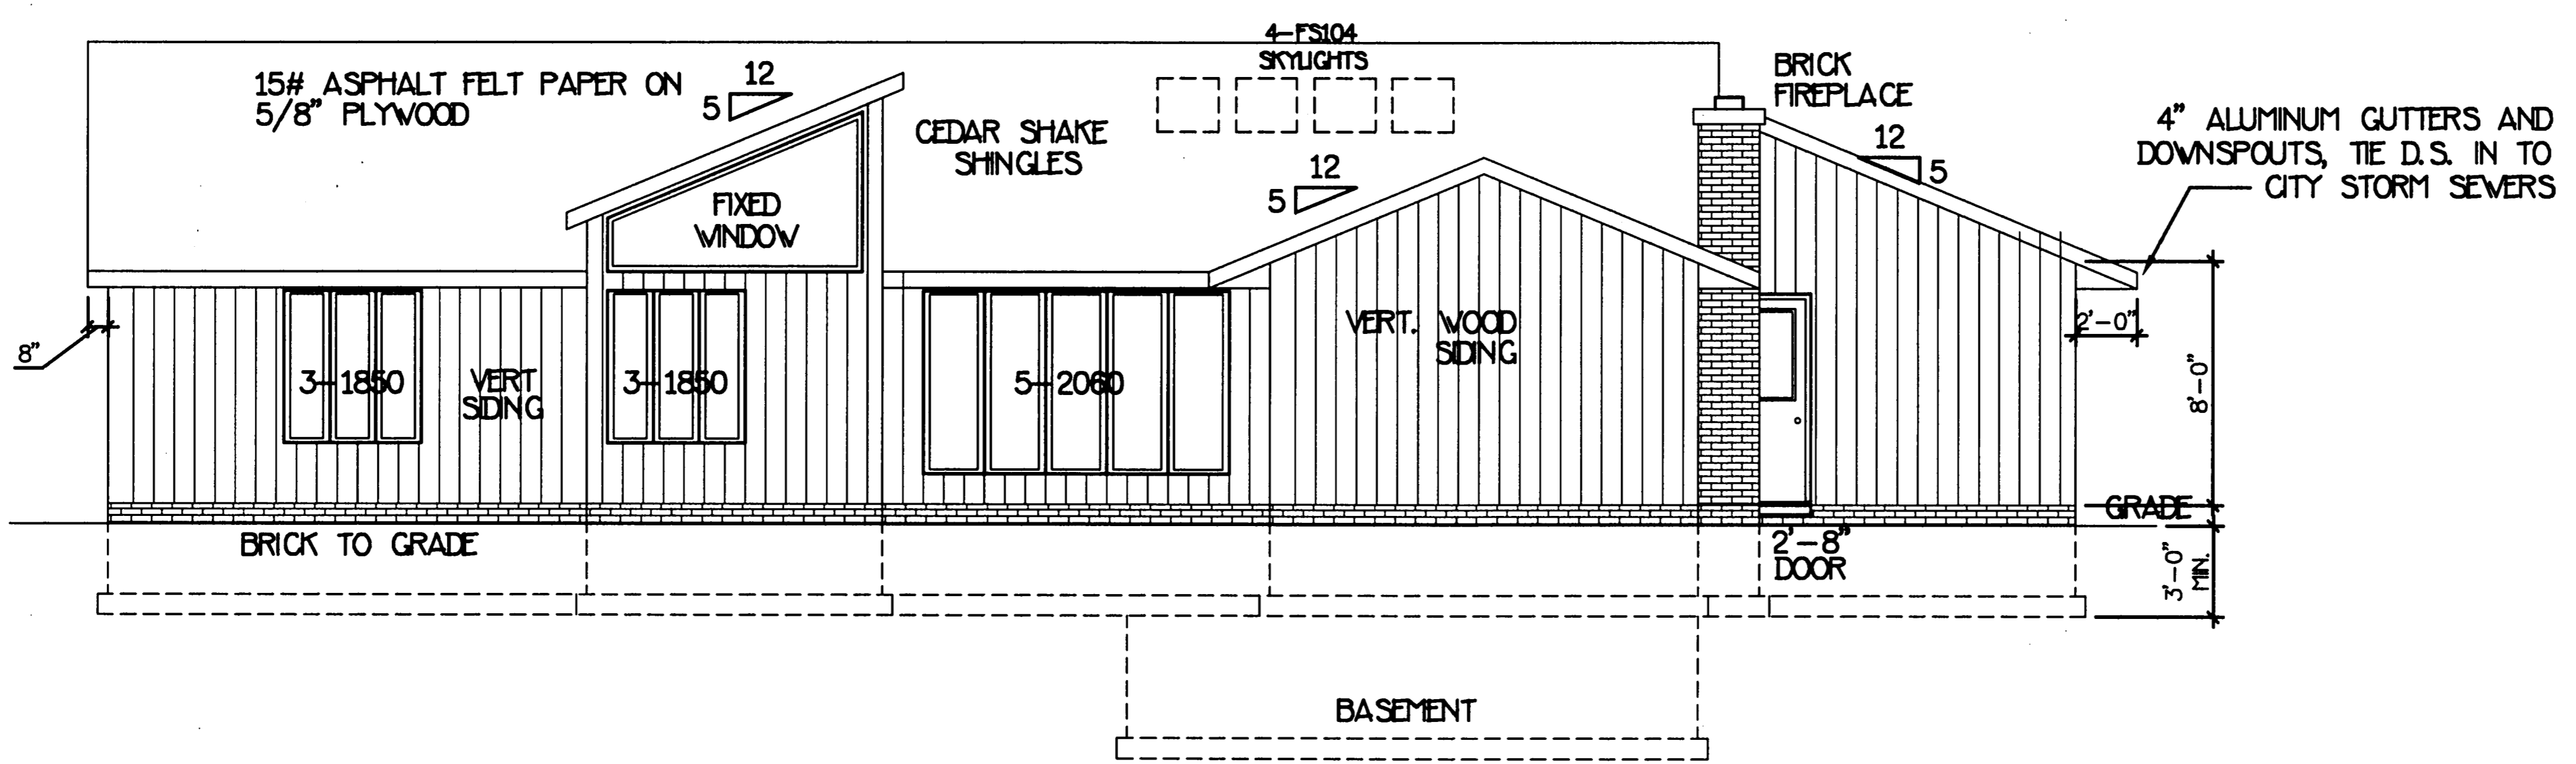 4-FS104
SKYLIGHTS
15# ASPHALT FELT PAPER ON
5/8" PLYWOOD
12
5
CEDAR SHAKE
SHINGLES
BRICK
FIREPLACE
12
5
4" ALUMINUM GUTTERS AND
DOWNSPOUTS, TIE D.S. IN TO
CITY STORM SEWERS
12
5
FIXED
WINDOW
8"
3-1850
VERT
SIDING
3-1850
5-2060
VERT. WOOD
SIDING
2'-0"
8'-0"
GRADE
BRICK TO GRADE
2'-8"
DOOR
3'-0"
MIN.
BASEMENT